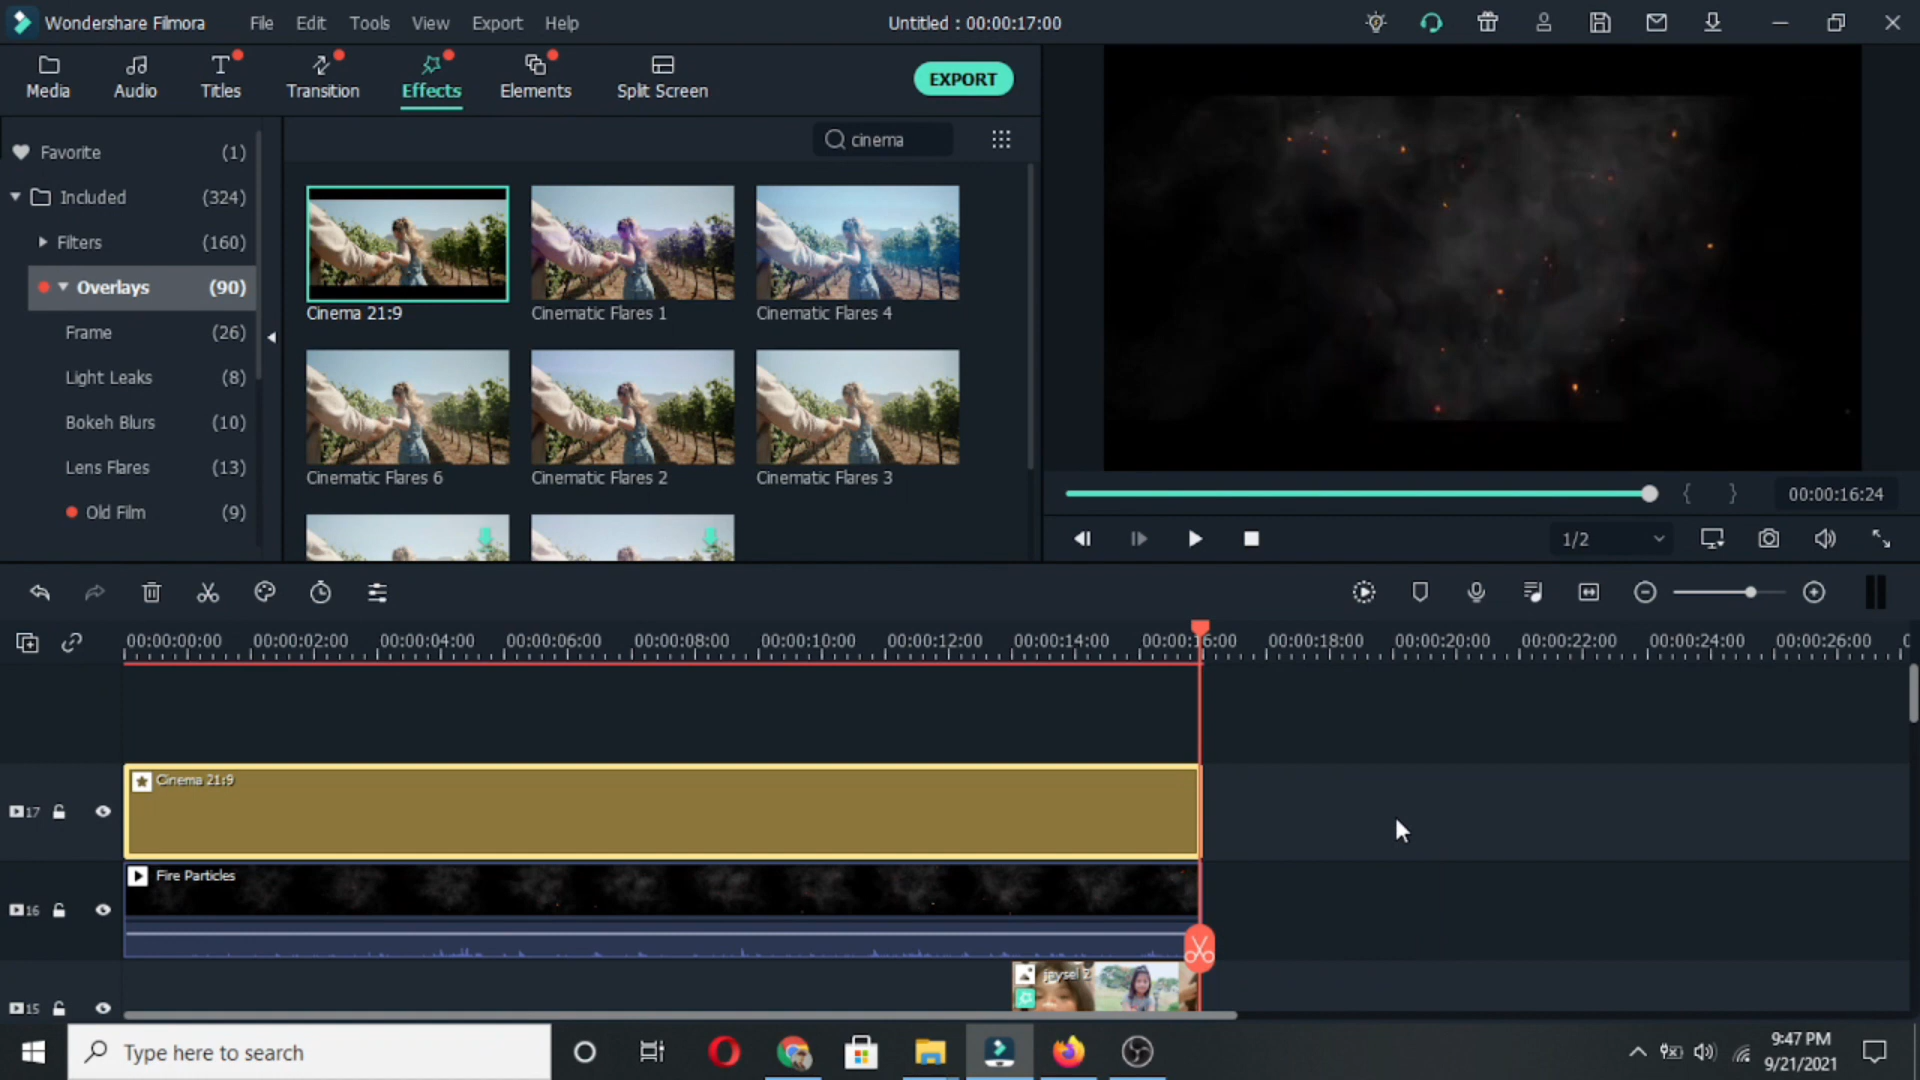 Wondershare Filmora File Edit Tools View Export Help Untitled : 00:00:17:00
Media Audio Titles Transition Effects Elements Split Screen EXPORT
cinema
Favorite (1)
Included (324)
Filters (160)
Overlays (90)
Frame (26)
Light Leaks (8)
Bokeh Blurs (10)
Lens Flares (13)
Old Film (9)
Cinema 21:9 Cinematic Flares 1 Cinematic Flares 4
Cinematic Flares 6 Cinematic Flares 2 Cinematic Flares 3
{ } 00:00:16:24
1/2
00:00:00:00 00:00:02:00 00:00:04:00 00:00:06:00 00:00:08:00 00:00:10:00 00:00:12:00 00:00:14:00 00:00:16:00 00:00:18:00 00:00:20:00 00:00:22:00 00:00:24:00 00:00:26:00
Cinema 21:9
17
Fire Particles
16
jaysel 2
15
Type here to search
9:47 PM
9/21/2021